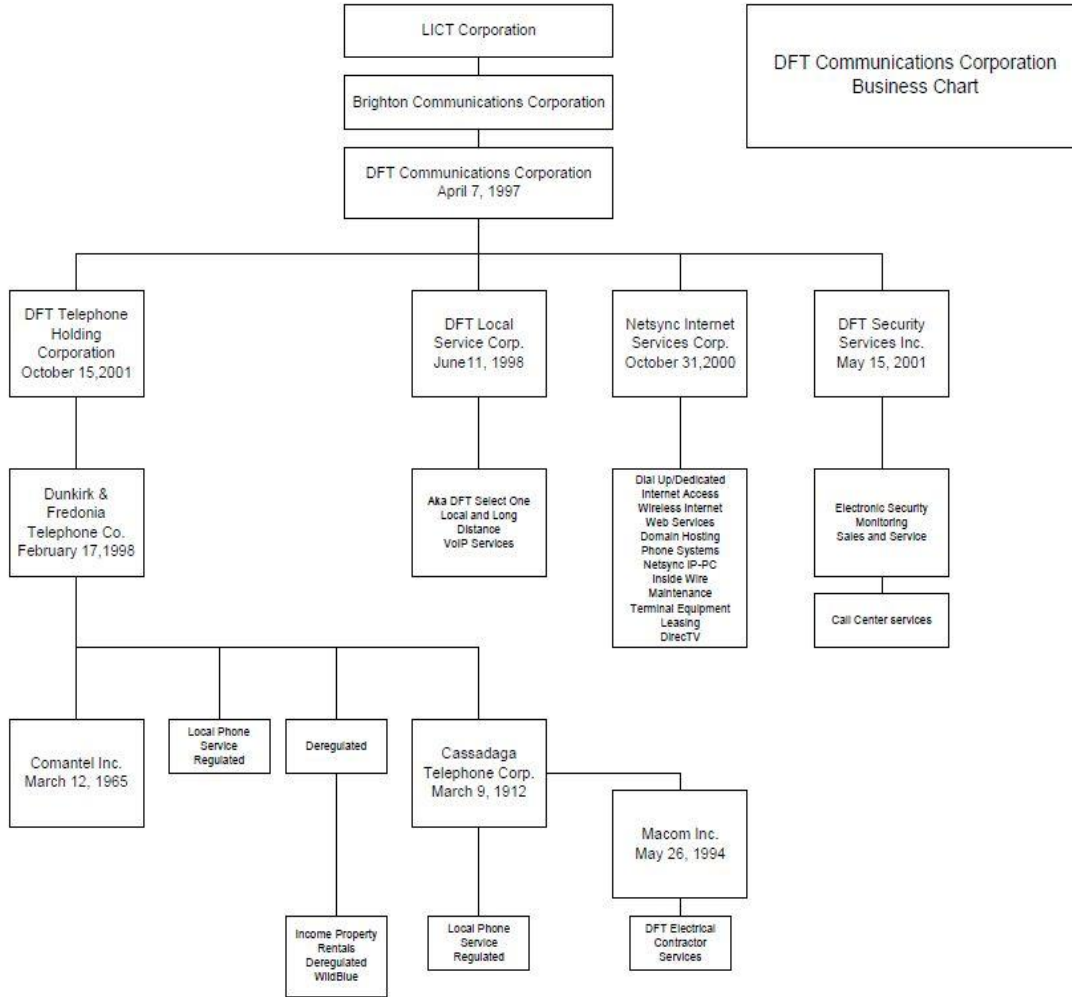 LICT Corporation
DFT Communications Corporation
Business Chart
Brighton Communications Corporation
DFT Communications Corporation
April 7, 1997
DFT Telephone
Holding
Corporation
October 15,2001
DFT Local
Service Corp.
June11, 1998
Netsync Internet
Services Corp.
October 31,2000
DFT Security
Services Inc.
May 15, 2001
Dunkirk &
Fredonia
Telephone Co.
February 17,1998
Aka DFT Select One
Local and Long
Distance
VoIP Services
Dial Up/Dedicated
Internet Access
Wireless Internet
Web Services
Domain Hosting
Phone Systems
Netsync IP-PC
Inside Wire
Maintenance
Terminal Equipment
Leasing
DirecTV
Electronic Security
Monitoring
Sales and Service
Call Center services
Comantel Inc.
March 12, 1965
Local Phone
Service
Regulated
Deregulated
Cassadaga
Telephone Corp.
March 9, 1912
Macom Inc.
May 26, 1994
Income Property
Rentals
Deregulated
WildBlue
Local Phone
Service
Regulated
DFT Electrical
Contractor
Services